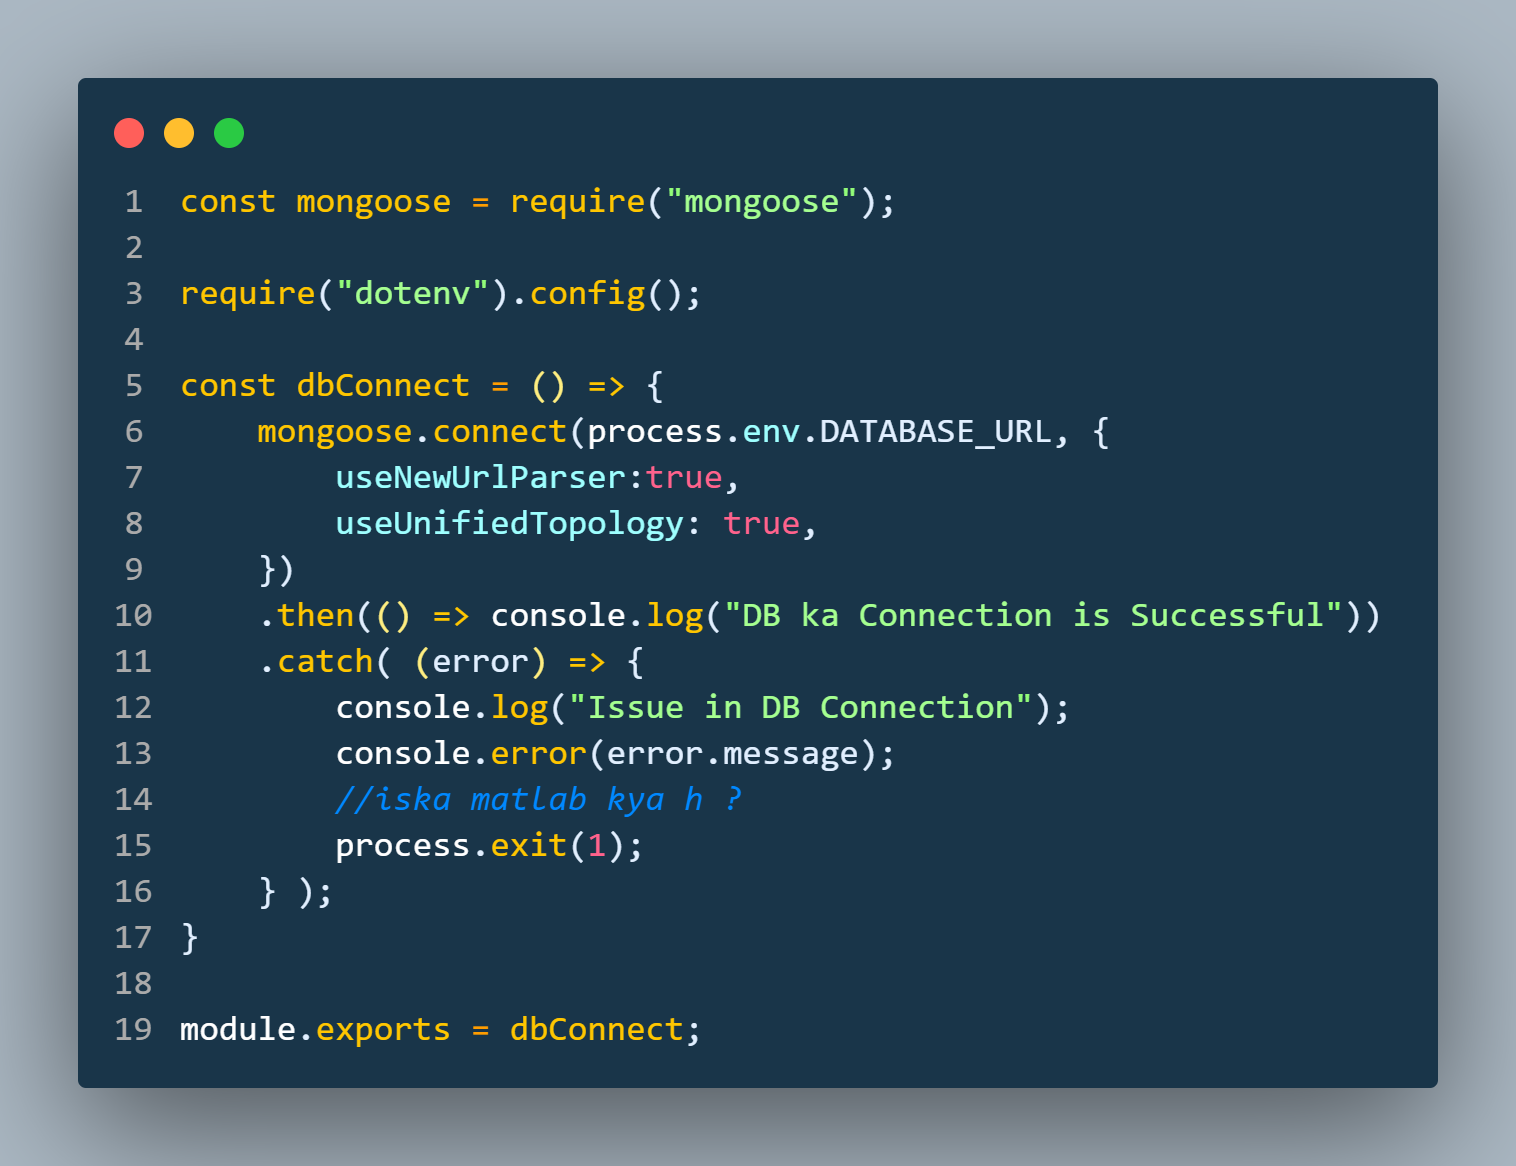 1 const mongoose = require("mongoose");
2
3 require("dotenv").config();
4
5 const dbConnect = () => {
6     mongoose.connect(process.env.DATABASE_URL, {
7         useNewUrlParser:true,
8         useUnifiedTopology: true,
9     })
10     .then(() => console.log("DB ka Connection is Successful"))
11     .catch( (error) => {
12         console.log("Issue in DB Connection");
13         console.error(error.message);
14         //iska matlab kya h ?
15         process.exit(1);
16     } );
17 }
18
19 module.exports = dbConnect;